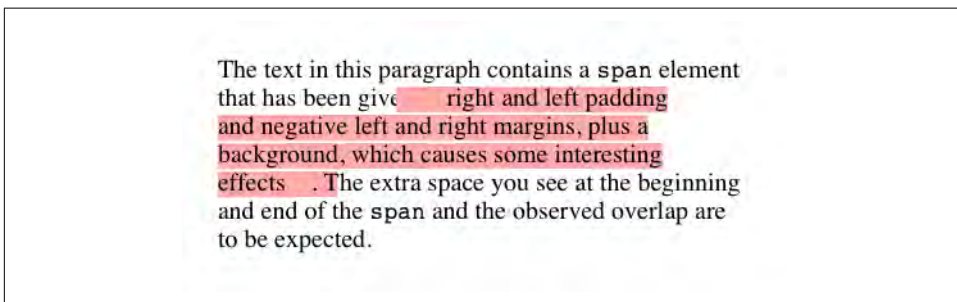 The text in this paragraph contains a span element
that has been give right and left padding
and negative left and right margins, plus a
background, which causes some interesting
effects . The extra space you see at the beginning
and end of the span and the observed overlap are
to be expected.